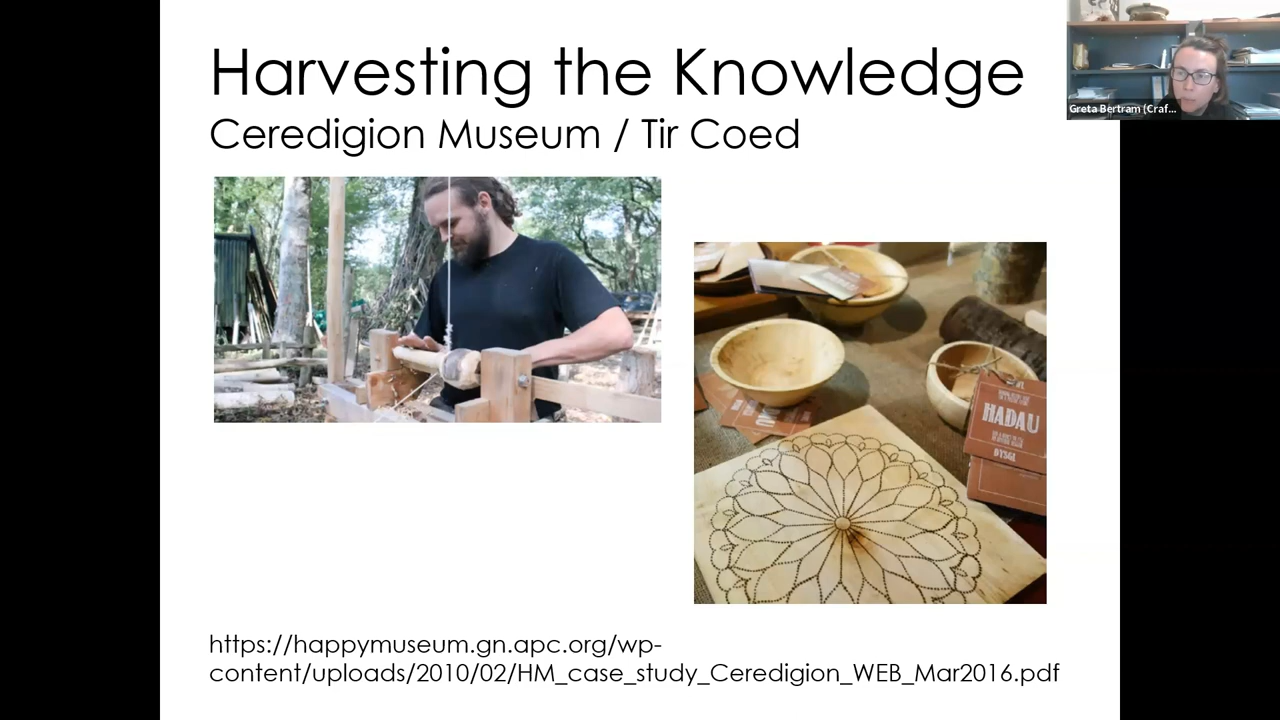 Harvesting the Knowledge
Ceredigion Museum / Tir Coed
Greta Bertram (Craf...
HADAU
DYSGL
https://happymuseum.gn.apc.org/wp-
content/uploads/2010/02/HM_case_study_Ceredigion_WEB_Mar2016.pdf